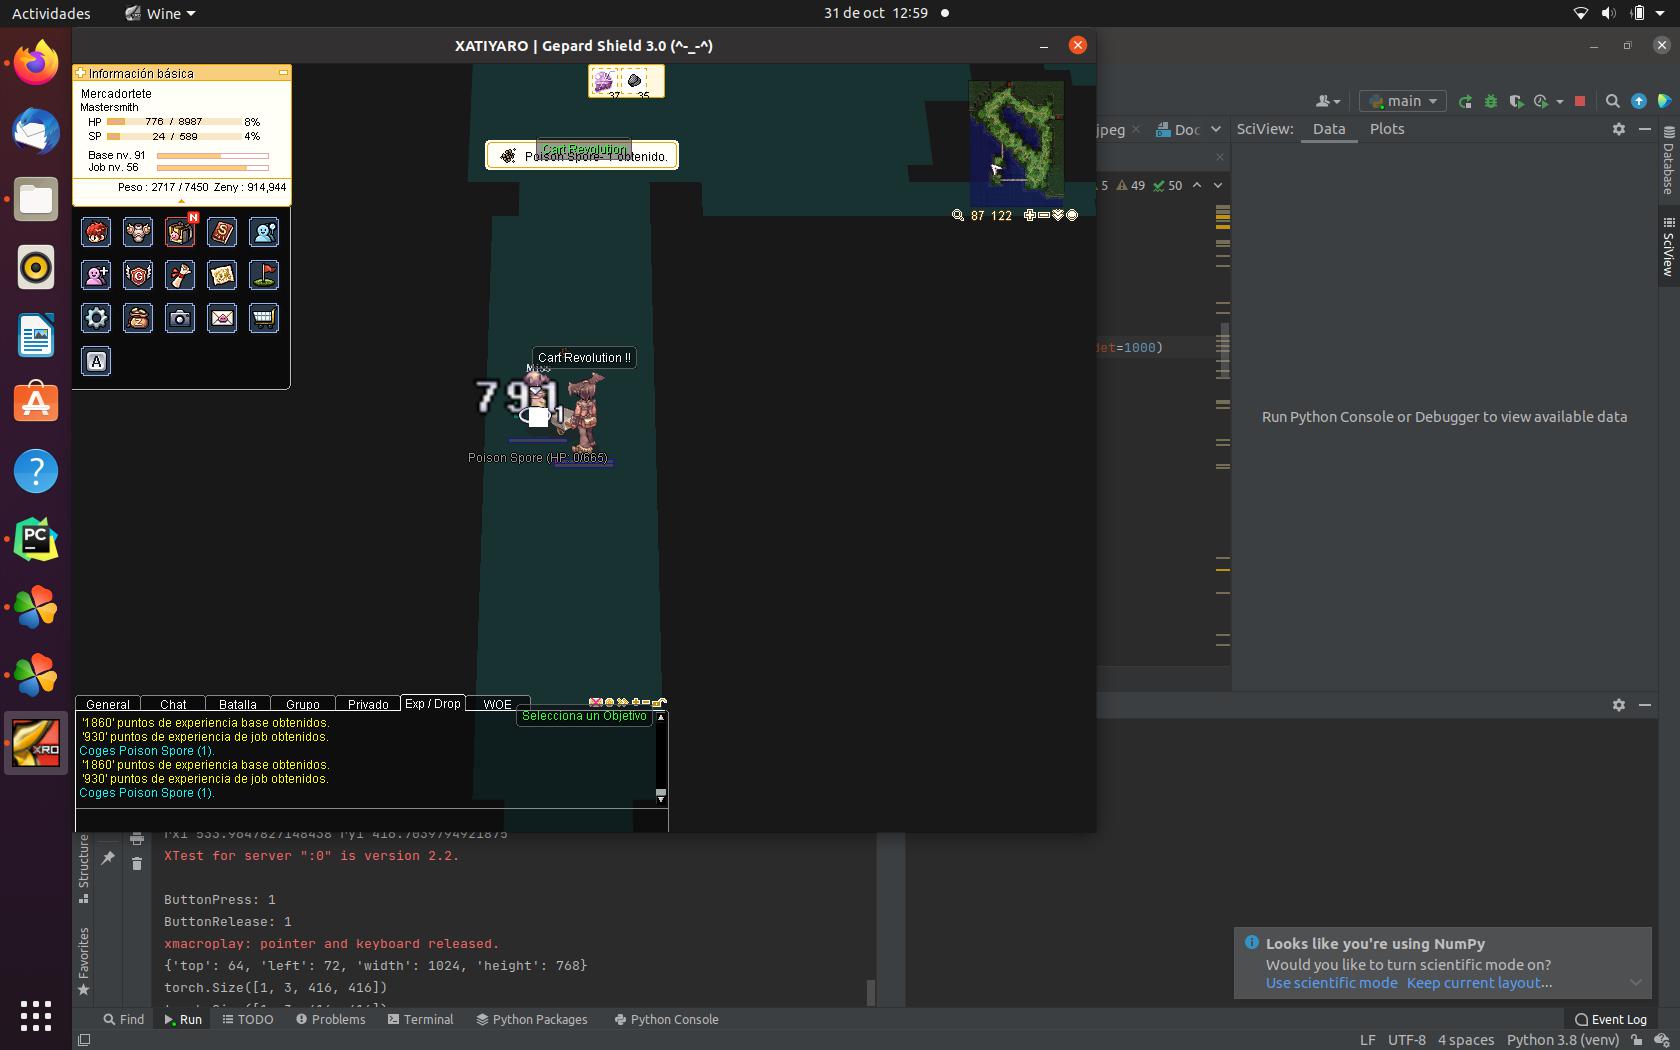 Actividades
Wine
31 de oct 12:59
XATIYARO | Gepard Shield 3.0 (^-_-^)
Información básica
Mercadortete
Mastersmith
HP 776 / 8987 8%
SP 24 / 589 4%
Base nv. 91
Job nv. 56
Peso : 2717 / 7450 Zeny : 914,944
N
S
G
Z
A
37 35
Cart Revolution
Poison Spore- 1 obtenido.
87 122
Cart Revolution !!
Miss
791
1
Poison Spore (HP: 0/665)
General
Chat
Batalla
Grupo
Privado
Exp / Drop
WOE
Selecciona un Objetivo
'1860' puntos de experiencia base obtenidos.
'930' puntos de experiencia de job obtenidos.
Coges Poison Spore (1).
'1860' puntos de experiencia base obtenidos.
'930' puntos de experiencia de job obtenidos.
Coges Poison Spore (1).
main
jpeg
Doc
SciView:
Data
Plots
5
49
50
det=1000)
Run Python Console or Debugger to view available data
Database
SciView
PC
XRO
Structure
Favorites
XTest for server ":0" is version 2.2.
ButtonPress: 1
ButtonRelease: 1
xmacroplay: pointer and keyboard released.
{'top': 64, 'left': 72, 'width': 1024, 'height': 768}
torch.Size([1, 3, 416, 416])
Looks like you're using NumPy
Would you like to turn scientific mode on?
Use scientific mode Keep current layout...
Find
Run
TODO
Problems
Terminal
Python Packages
Python Console
Event Log
LF UTF-8 4 spaces Python 3.8 (venv)